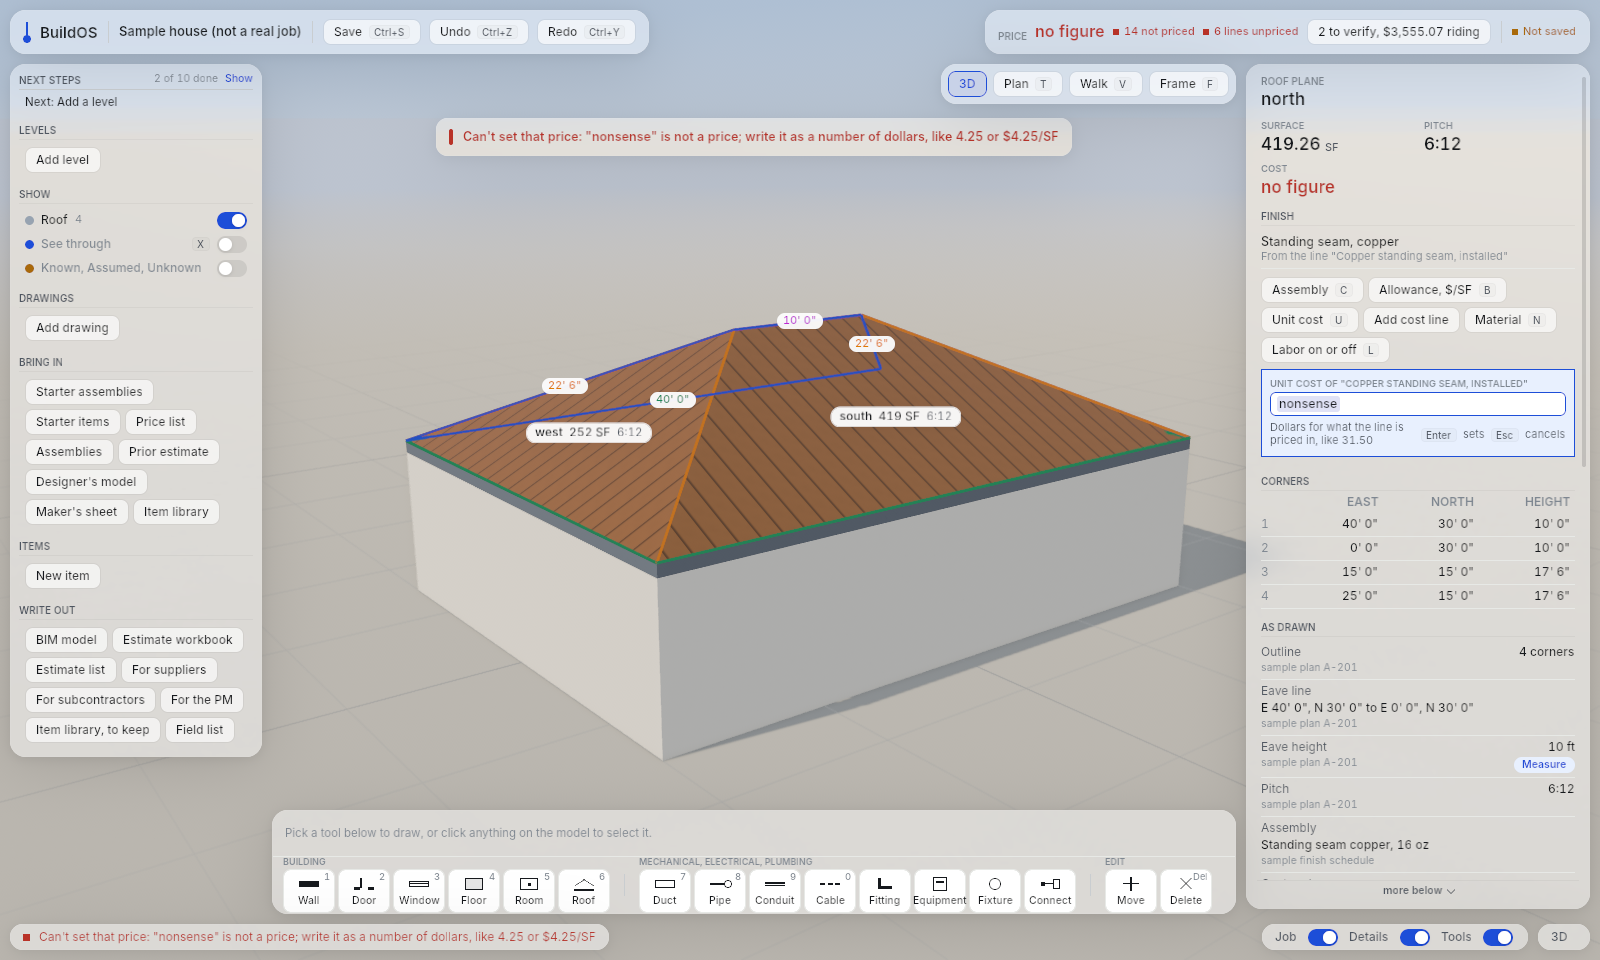 BuildOS
Sample house (not a real job)
Save Ctrl+S
Undo Ctrl+Z
Redo Ctrl+Y
PRICE no figure
14 not priced
6 lines unpriced
2 to verify, $3,555.07 riding
Not saved
NEXT STEPS
2 of 10 done Show
Next: Add a level
LEVELS
Add level
SHOW
Roof 4
See through X
Known, Assumed, Unknown
DRAWINGS
Add drawing
BRING IN
Starter assemblies
Starter items Price list
Assemblies Prior estimate
Designer's model
Maker's sheet Item library
ITEMS
New item
WRITE OUT
BIM model Estimate workbook
Estimate list For suppliers
For subcontractors For the PM
Item library, to keep Field list
3D
Plan T
Walk V
Frame F
Can't set that price: "nonsense" is not a price; write it as a number of dollars, like 4.25 or $4.25/SF
10' 0"
22' 6"
22' 6"
40' 0"
south 419 SF 6:12
west 252 SF 6:12
ROOF PLANE
north
SURFACE PITCH
419.26 SF 6:12
COST
no figure
FINISH
Standing seam, copper
From the line "Copper standing seam, installed"
Assembly C Allowance, $/SF B
Unit cost U Add cost line Material N
Labor on or off L
UNIT COST OF "COPPER STANDING SEAM, INSTALLED"
nonsense
Dollars for what the line is
priced in, like 31.50
Enter sets Esc cancels
CORNERS
EAST NORTH HEIGHT
1 40' 0" 30' 0" 10' 0"
2 0' 0" 30' 0" 10' 0"
3 15' 0" 15' 0" 17' 6"
4 25' 0" 15' 0" 17' 6"
AS DRAWN
Outline 4 corners
sample plan A-201
Eave line
E 40' 0", N 30' 0" to E 0' 0", N 30' 0"
sample plan A-201
Eave height 10 ft
sample plan A-201 Measure
Pitch 6:12
sample plan A-201
Assembly
Standing seam copper, 16 oz
sample finish schedule
more below
Pick a tool below to draw, or click anything on the model to select it.
BUILDING
1 Wall
2 Door
3 Window
4 Floor
5 Room
6 Roof
MECHANICAL, ELECTRICAL, PLUMBING
7 Duct
8 Pipe
9 Conduit
0 Cable
Fitting
Equipment
Fixture
Connect
EDIT
Move
Del Delete
Can't set that price: "nonsense" is not a price; write it as a number of dollars, like 4.25 or $4.25/SF
Job Details Tools
3D